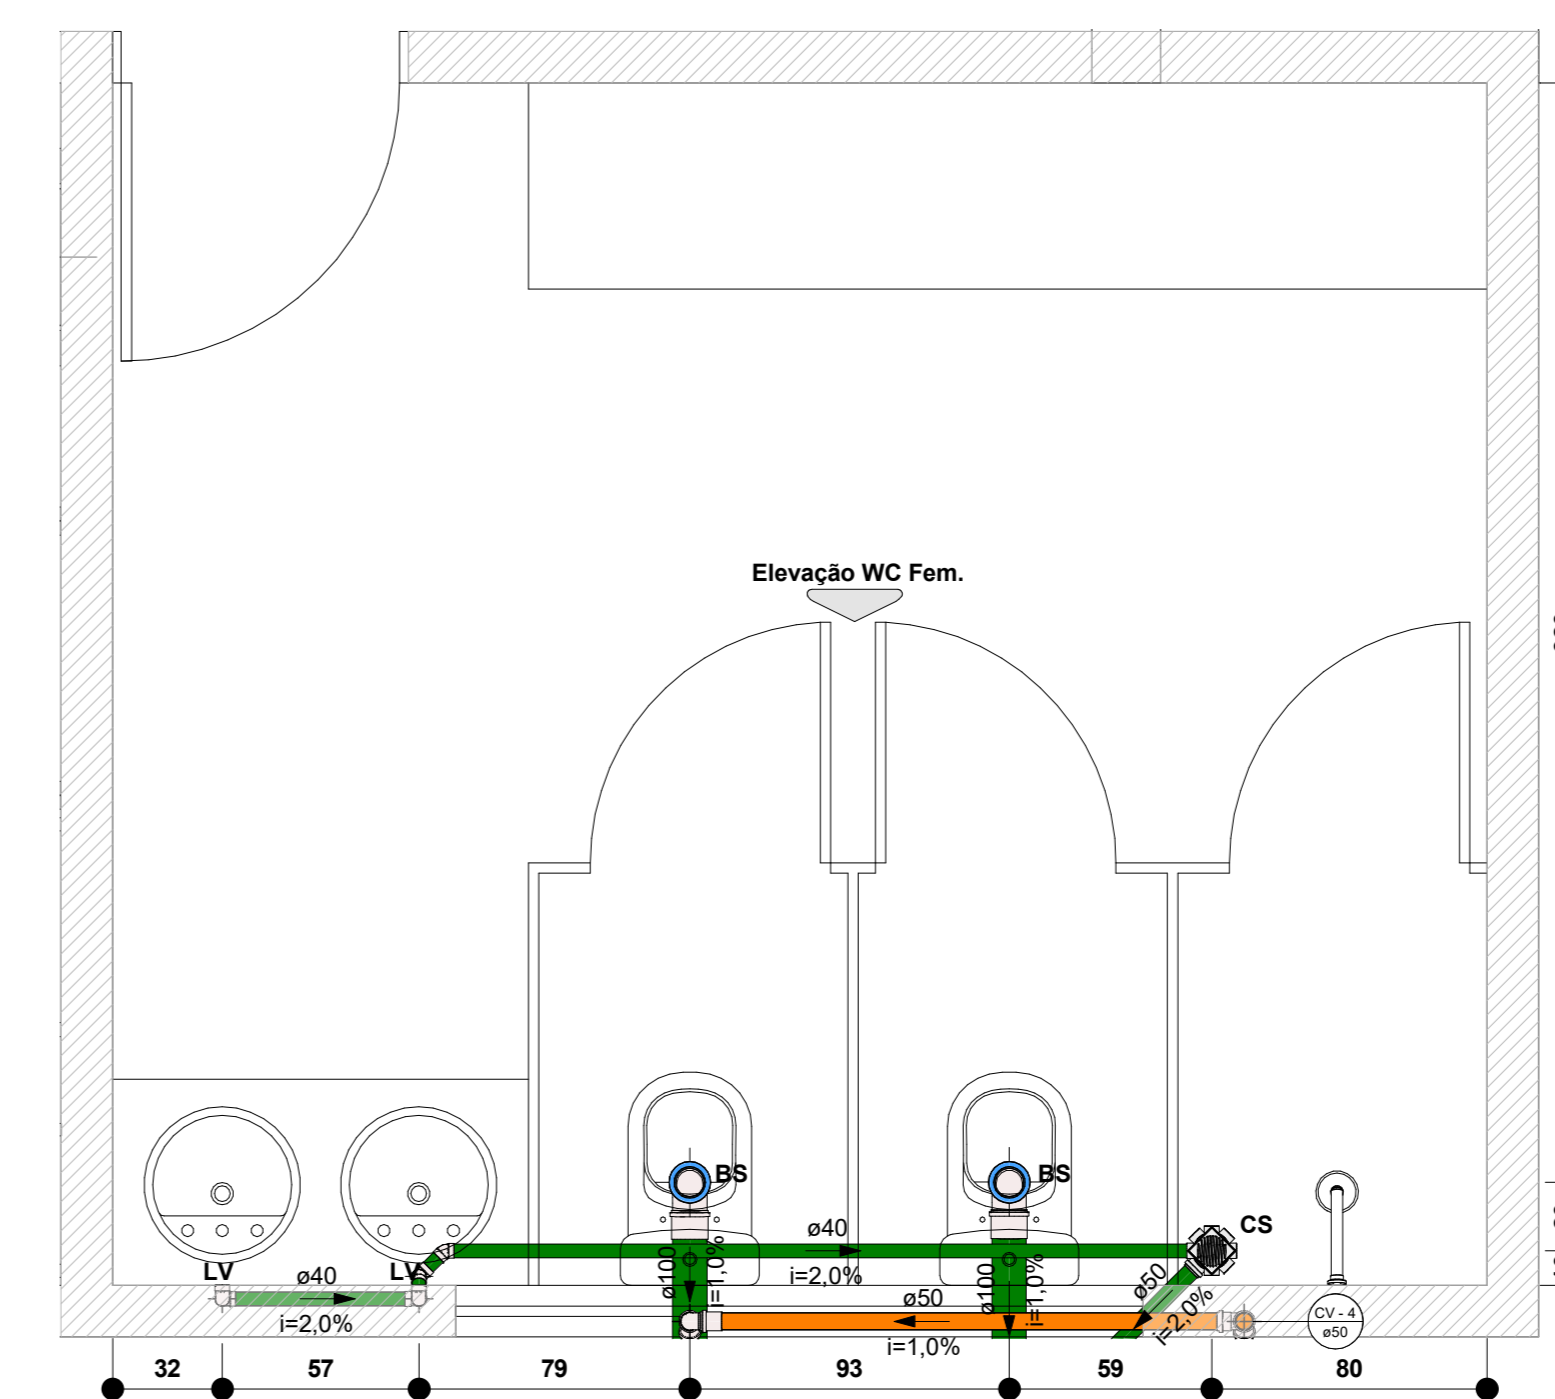 Elevação WC Fem.
BS
BS
CS
ø40
i=2,0%
LV
LV
ø40
i=2,0%
ø100
i=1,0%
ø50
i=1,0%
ø100
i=1,0%
ø50
i=2,0%
CV - 4
ø50
32
57
79
93
59
80